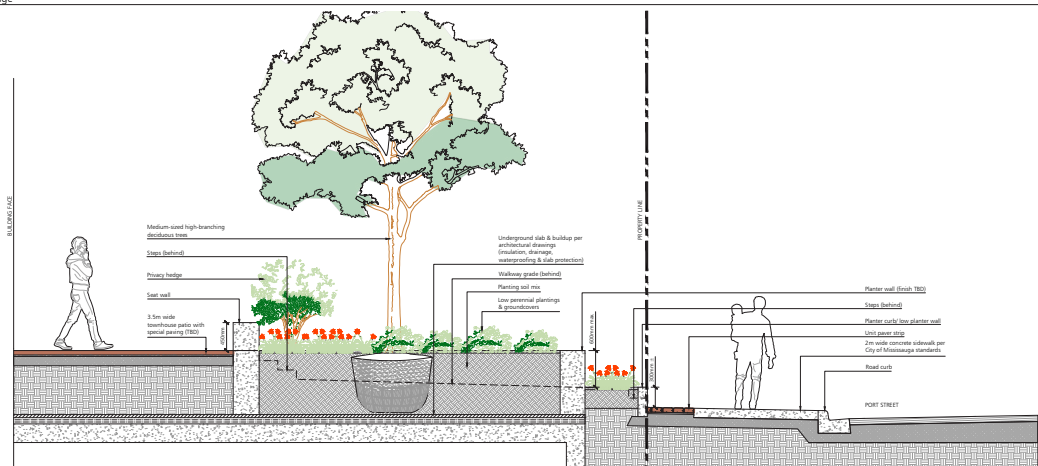 BUILDING FACE
Medium-sized high-branching
deciduous trees
Steps (behind)
Privacy hedge
Seat wall
3.5m wide
townhouse patio with
special paving (TBD)
450mm
Underground slab & buildup per
architectural drawings
(insulation, drainage,
waterproofing & slab protection)
Walkway grade (behind)
Planting soil mix
Low perennial plantings
& groundcovers
600mm max.
PROPERTY LINE
Planter wall (finish TBD)
Steps (behind)
Planter curb/ low planter wall
Unit paver strip
2m wide concrete sidewalk per
City of Mississauga standards
Road curb
PORT STREET